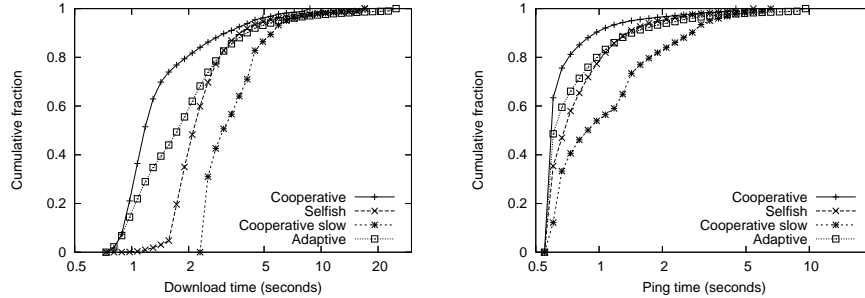 1
0.8
0.6
0.4
0.2
0
Cumulative fraction
Cooperative
Selfish
Cooperative slow
Adaptive
0.5 1 2 5 10 20
Download time (seconds)
1
0.8
0.6
0.4
0.2
0
Cumulative fraction
Cooperative
Selfish
Cooperative slow
Adaptive
0.5 1 2 5 10
Ping time (seconds)